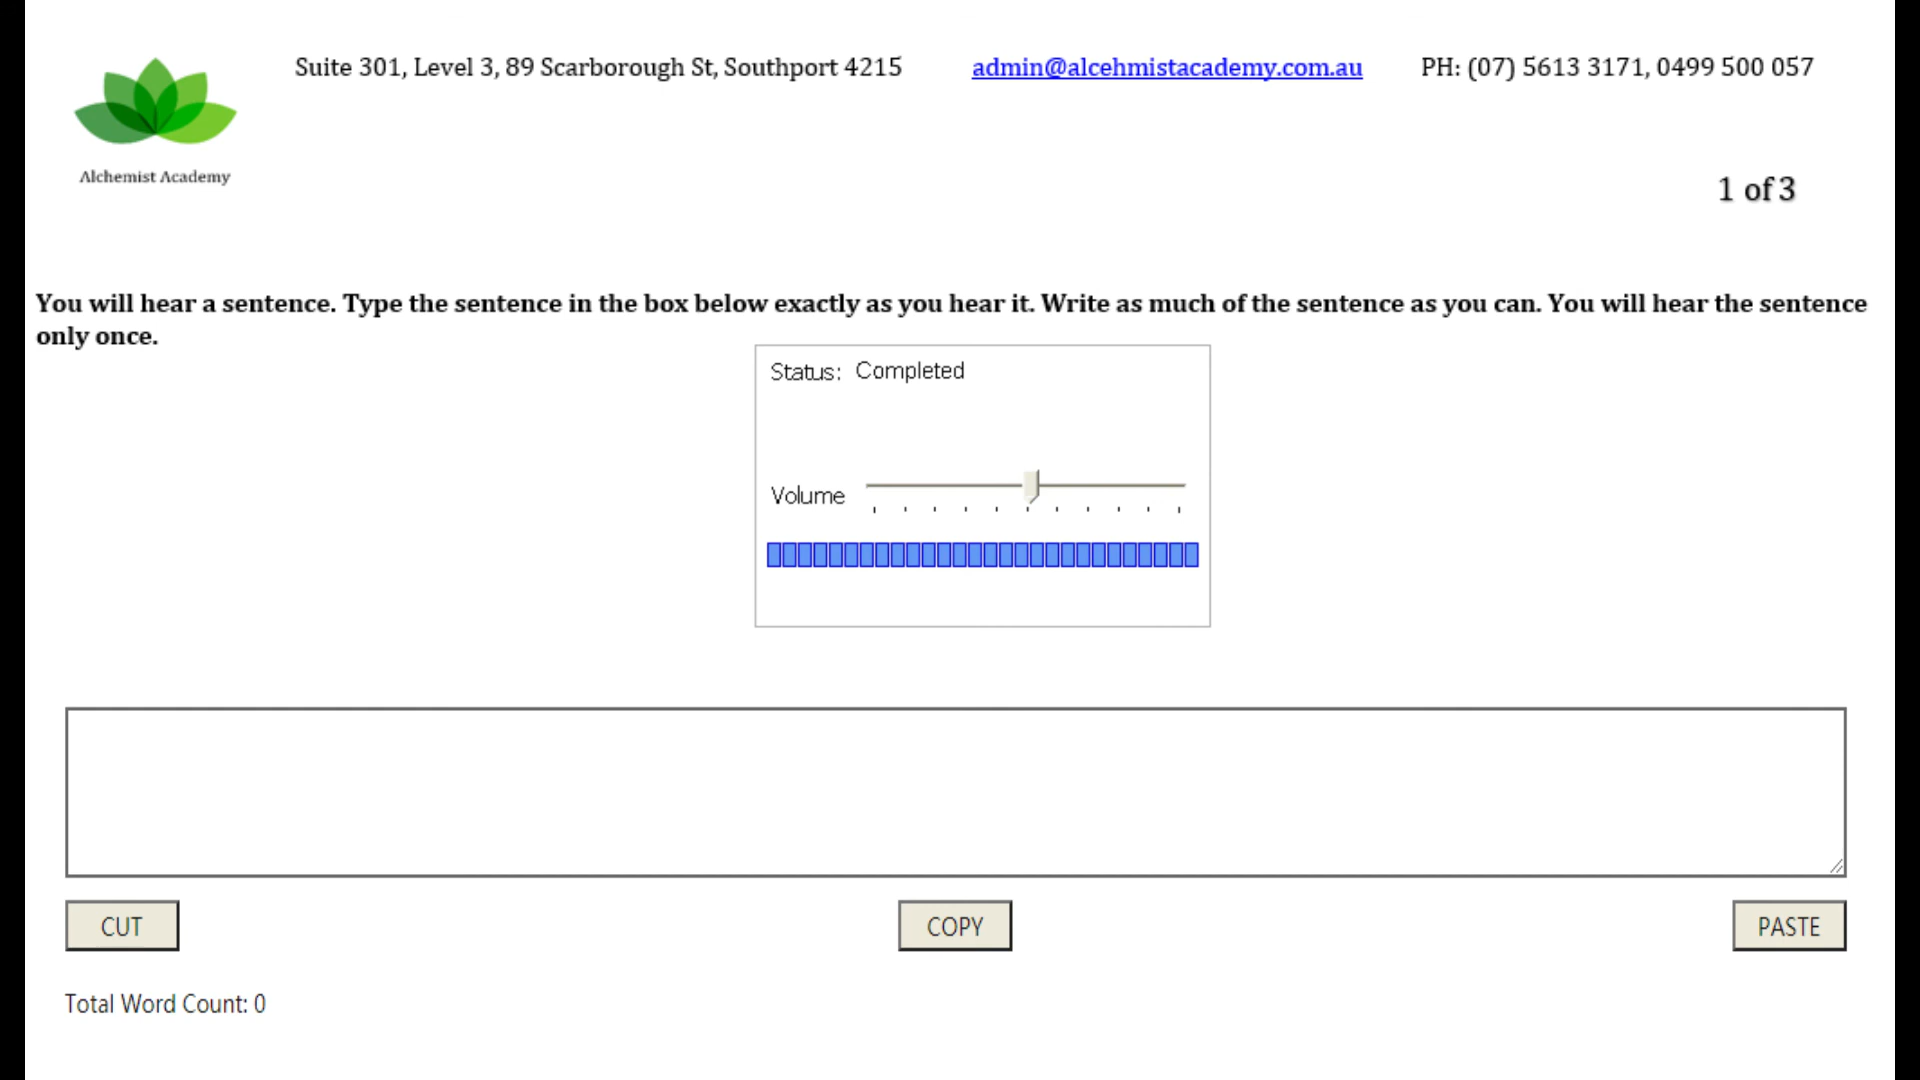 Suite 301, Level 3, 89 Scarborough St, Southport 4215 admin@alcehmistacademy.com.au PH: (07) 5613 3171, 0499 500 057
Alchemist Academy
1 of 3
You will hear a sentence. Type the sentence in the box below exactly as you hear it. Write as much of the sentence as you can. You will hear the sentence
only once.
Status: Completed
Volume
CUT COPY PASTE
Total Word Count: 0